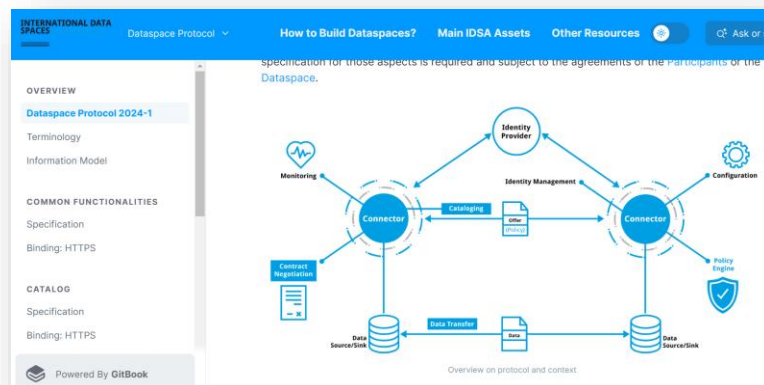 INTERNATIONAL DATA
SPACES
Dataspace Protocol
How to Build Dataspaces?
Main IDSA Assets
Other Resources
Ask or
specification for those aspects is required and subject to the agreements of the Participants or the
Dataspace.
OVERVIEW
Dataspace Protocol 2024-1
Terminology
Information Model
COMMON FUNCTIONALITIES
Specification
Binding: HTTPS
CATALOG
Specification
Binding: HTTPS
Powered By GitBook
Identity
Provider
Monitoring
Identity Management
Configuration
Connector
Cataloging
Offer
(Policy)
Connector
Contract
Negotiation
Policy
Engine
Data Transfer
Data
Data
Source/Sink
Data
Source/Sink
Overview on protocol and context